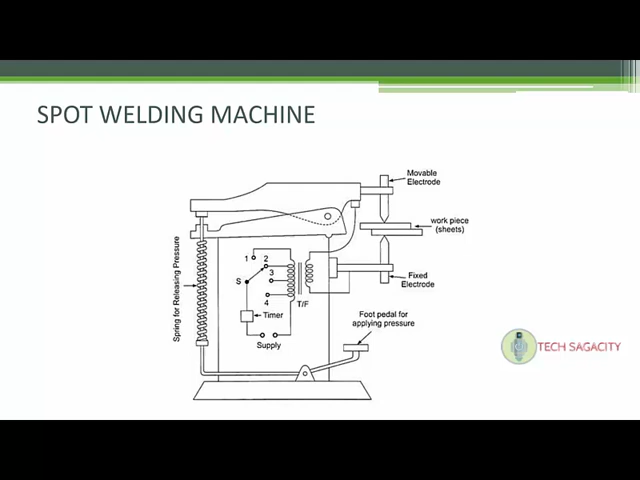 SPOT WELDING MACHINE
Movable
Electrode
work piece
(sheets)
Fixed
Electrode
1
2
3
S
4
T/F
Timer
Supply
Spring for Releasing Pressure
Foot pedal for
applying pressure
TECH SAGACITY